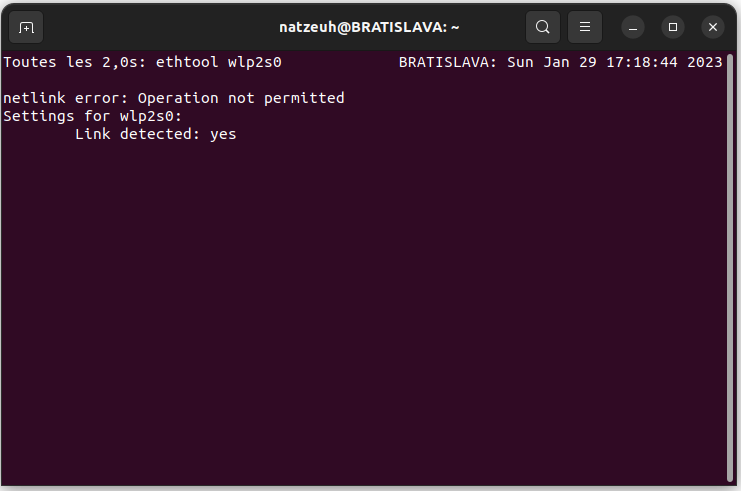 natzeuh@BRATISLAVA: ~
Toutes les 2,0s: ethtool wlp2s0 BRATISLAVA: Sun Jan 29 17:18:44 2023
netlink error: Operation not permitted
Settings for wlp2s0:
Link detected: yes